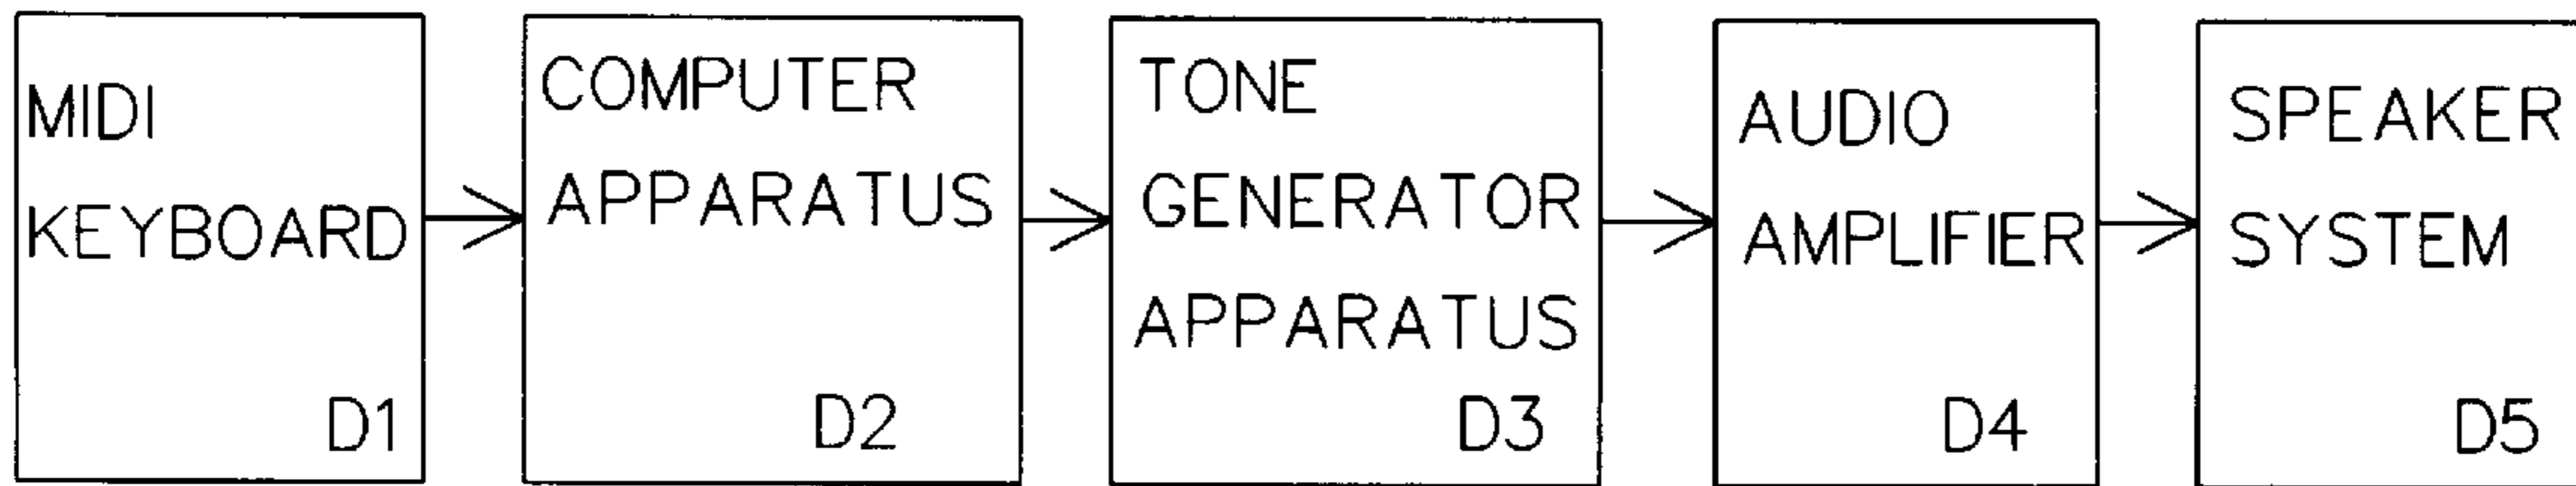 MIDI
KEYBOARD
D1
COMPUTER
APPARATUS
D2
TONE
GENERATOR
APPARATUS
D3
AUDIO
AMPLIFIER
D4
SPEAKER
SYSTEM
D5